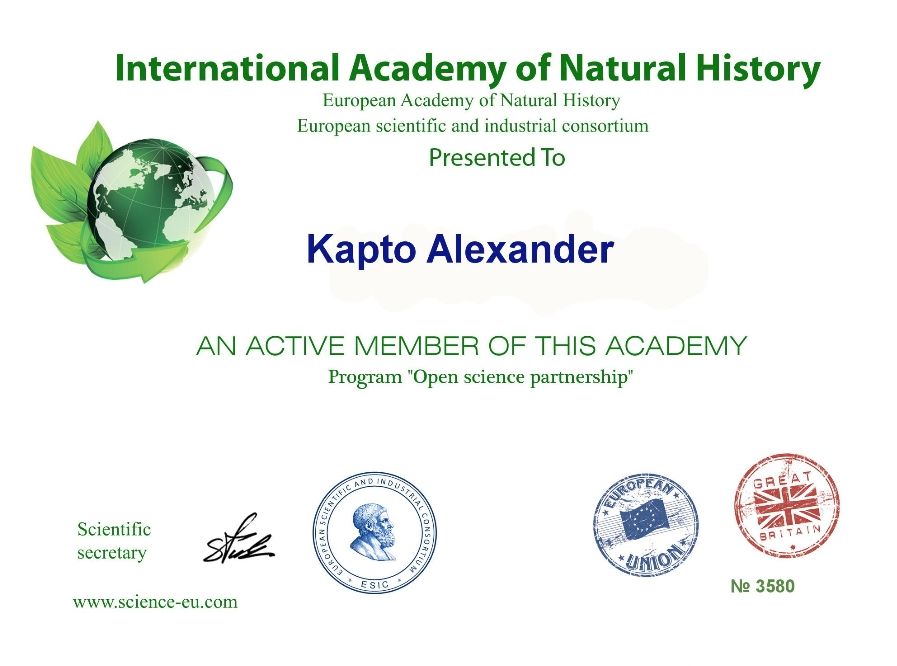 International Academy of Natural History
European Academy of Natural History
European scientific and industrial consortium
Presented To
Kapto Alexander
AN ACTIVE MEMBER OF THIS ACADEMY
Program "Open science partnership"
EUROPEAN SCIENTIFIC AND INDUSTRIAL CONSORTIUM
ESIC
EUROPEAN
UNION
GREAT
BRITAIN
Scientific
secretary
№ 3580
www.science-eu.com